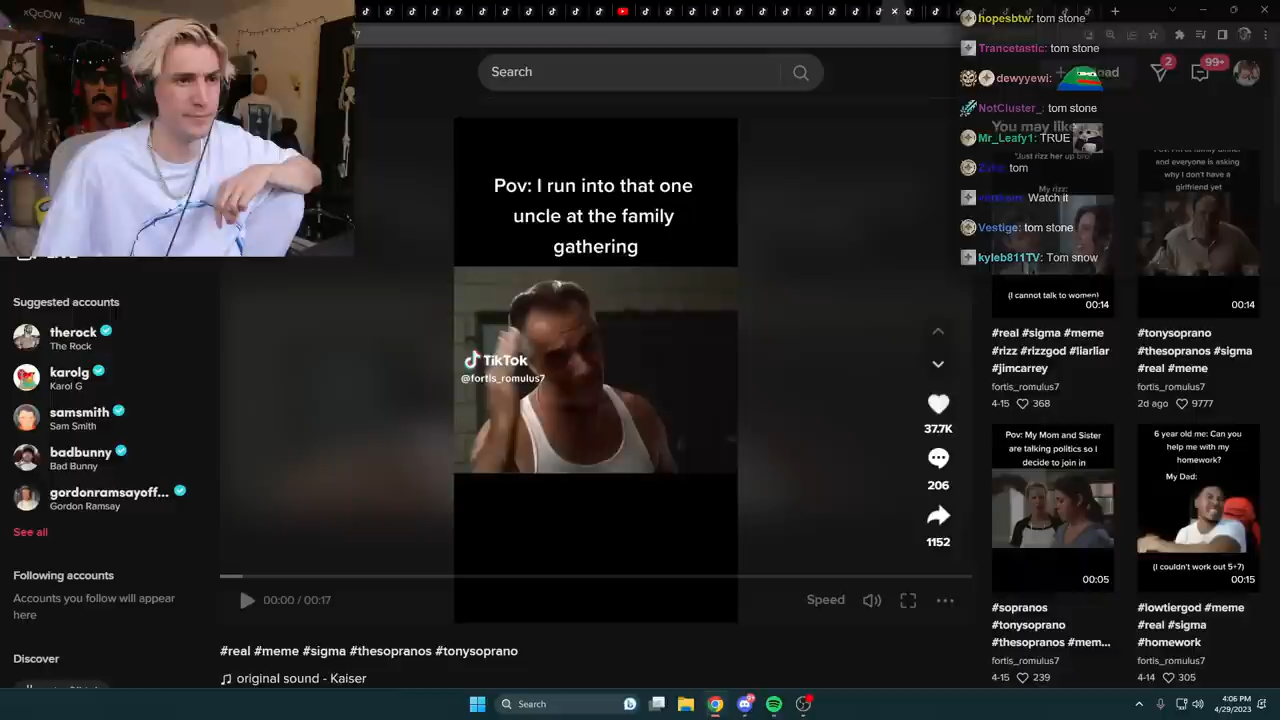 xQcOW xqc
Search
hopesbtw: tom stone
Trancetastic: tom stone
dewyyewi:
NotCluster_: tom stone
Mr_Leafy1: TRUE
tom
Watch it
Vestige: tom stone
kyleb811TV: Tom snow
2
99+
You may like
Pov: I run into that one
uncle at the family
gathering
TikTok
@fortis_romulus7
37.7K
206
1152
00:00 / 00:17
Speed
#real #meme #sigma #thesopranos #tonysoprano
original sound - Kaiser
LIVE
Suggested accounts
therock
The Rock
karolg
Karol G
samsmith
Sam Smith
badbunny
Bad Bunny
gordonramsayoff...
Gordon Ramsay
See all
Following accounts
Accounts you follow will appear
here
Discover
"Just rizz her up bro"
My rizz:
(I cannot talk to women)
00:14
#real #sigma #meme
#rizz #rizzgod #liarliar
#jimcarrey
fortis_romulus7
4-15 368
and everyone is asking
why I don't have a
girlfriend yet
00:14
#tonysoprano
#thesopranos #sigma
#real #meme
fortis_romulus7
2d ago 9777
Pov: My Mom and Sister
are talking politics so I
decide to join in
00:05
#sopranos
#tonysoprano
#thesopranos #mem...
fortis_romulus7
4-15 239
6 year old me: Can you
help me with my
homework?
My Dad:
(I couldn't work out 5+7)
00:15
#lowtiergod #meme
#real #sigma
#homework
fortis_romulus7
4-14 305
Search
4:06 PM
4/29/2023